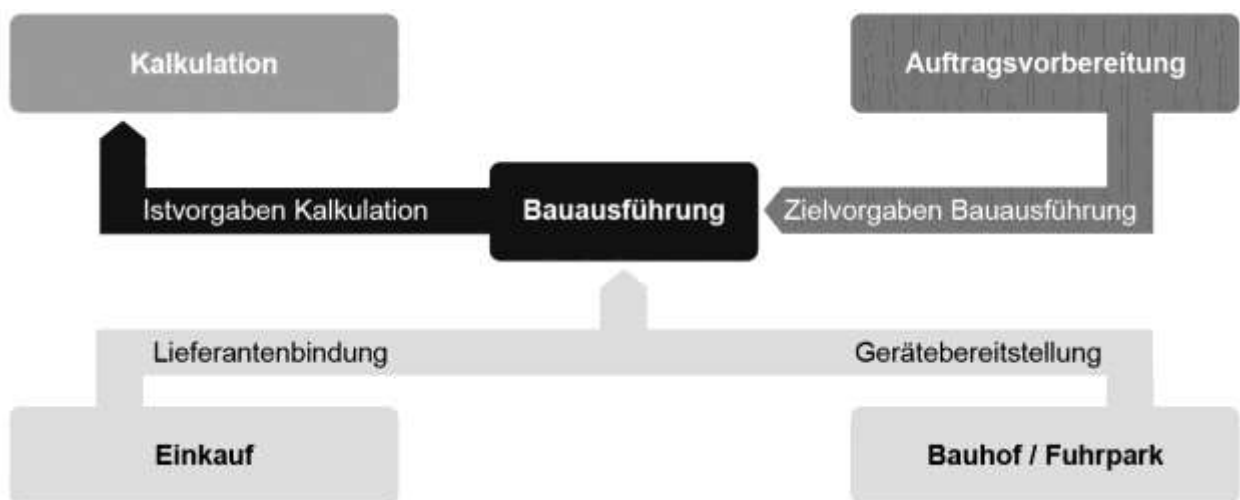 Kalkulation
Auftragsvorbereitung
Istvorgaben Kalkulation
Bauausführung
Zielvorgaben Bauausführung
Lieferantenbindung
Gerätebereitstellung
Einkauf
Bauhof / Fuhrpark